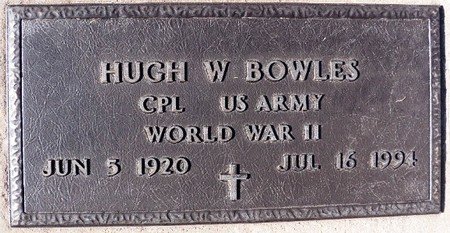 HUGH W BOWLES
CPL US ARMY
WORLD WAR II
JUN 5 1920 JUL 16 1994